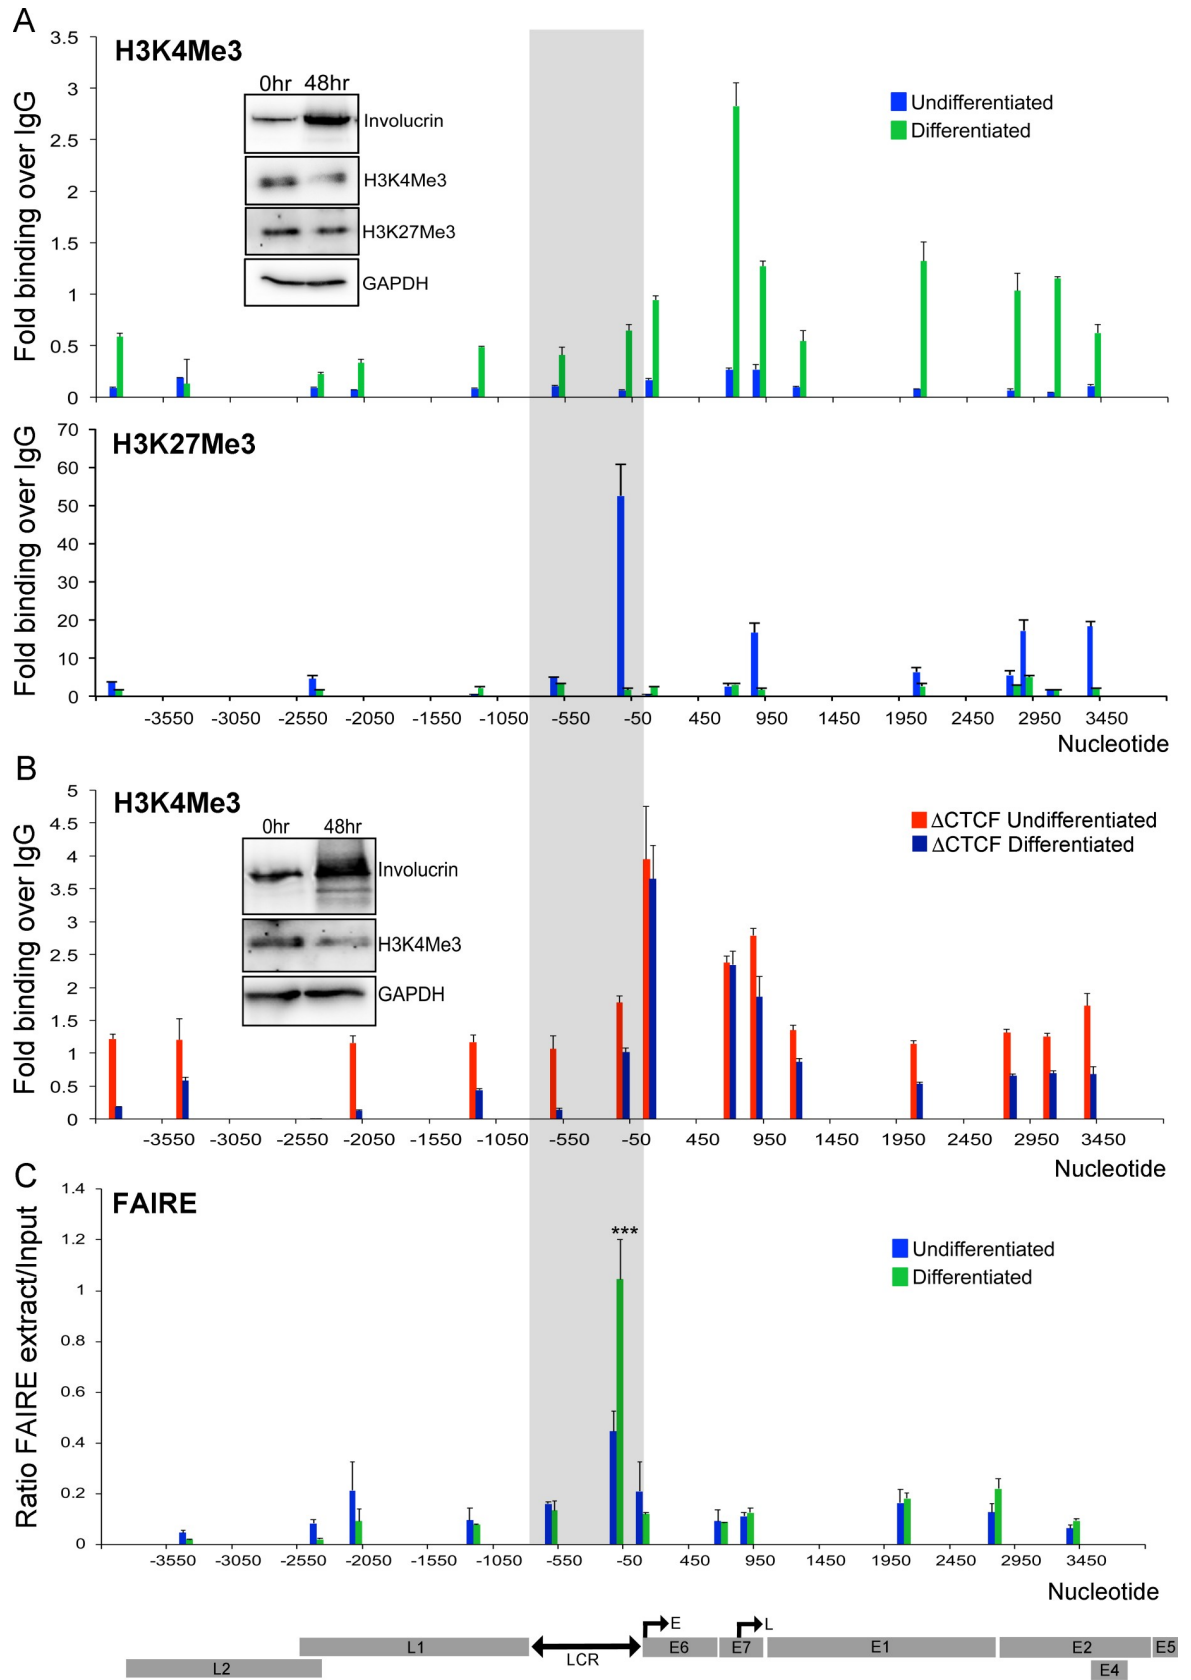 A
H3K4Me3
0hr 48hr
Involucrin
H3K4Me3
H3K27Me3
GAPDH
Undifferentiated
Differentiated
Fold binding over IgG
3.5
3
2.5
2
1.5
1
0.5
0
H3K27Me3
Fold binding over IgG
70
60
50
40
30
20
10
0
-3550 -3050 -2550 -2050 -1550 -1050 -550 -50 450 950 1450 1950 2450 2950 3450
Nucleotide
B
H3K4Me3
0hr 48hr
Involucrin
H3K4Me3
GAPDH
ΔCTCF Undifferentiated
ΔCTCF Differentiated
Fold binding over IgG
5
4.5
4
3.5
3
2.5
2
1.5
1
0.5
0
-3550 -3050 -2550 -2050 -1550 -1050 -550 -50 450 950 1450 1950 2450 2950 3450
Nucleotide
C
FAIRE
***
Undifferentiated
Differentiated
Ratio FAIRE extract/Input
1.4
1.2
1
0.8
0.6
0.4
0.2
0
-3550 -3050 -2550 -2050 -1550 -1050 -550 -50 450 950 1450 1950 2450 2950 3450
Nucleotide
E L
L1 LCR E6 E7 E1 E2 E5
L2 E4